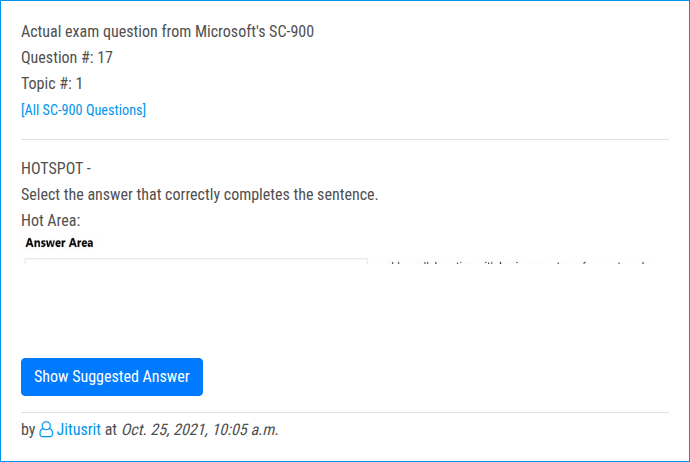 Actual exam question from Microsoft's SC-900
Question #: 17
Topic #: 1
[All SC-900 Questions]
HOTSPOT -
Select the answer that correctly completes the sentence.
Hot Area:
Answer Area
Show Suggested Answer
by Jitusrit at Oct. 25, 2021, 10:05 a.m.